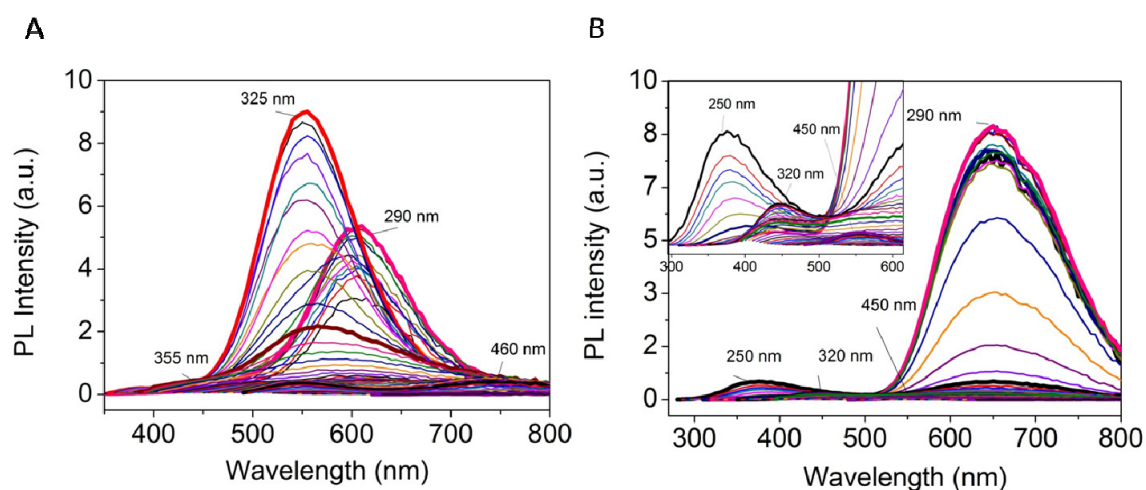 A
B
10
8
6
4
2
0
PL Intensity (a.u.)
325 nm
290 nm
355 nm
460 nm
400 500 600 700 800
Wavelength (nm)
10
8
7
5
3
2
0
PL intensity (a.u.)
250 nm
450 nm
320 nm
300 400 500 600
290 nm
450 nm
250 nm
320 nm
300 400 500 600 700 800
Wavelength (nm)